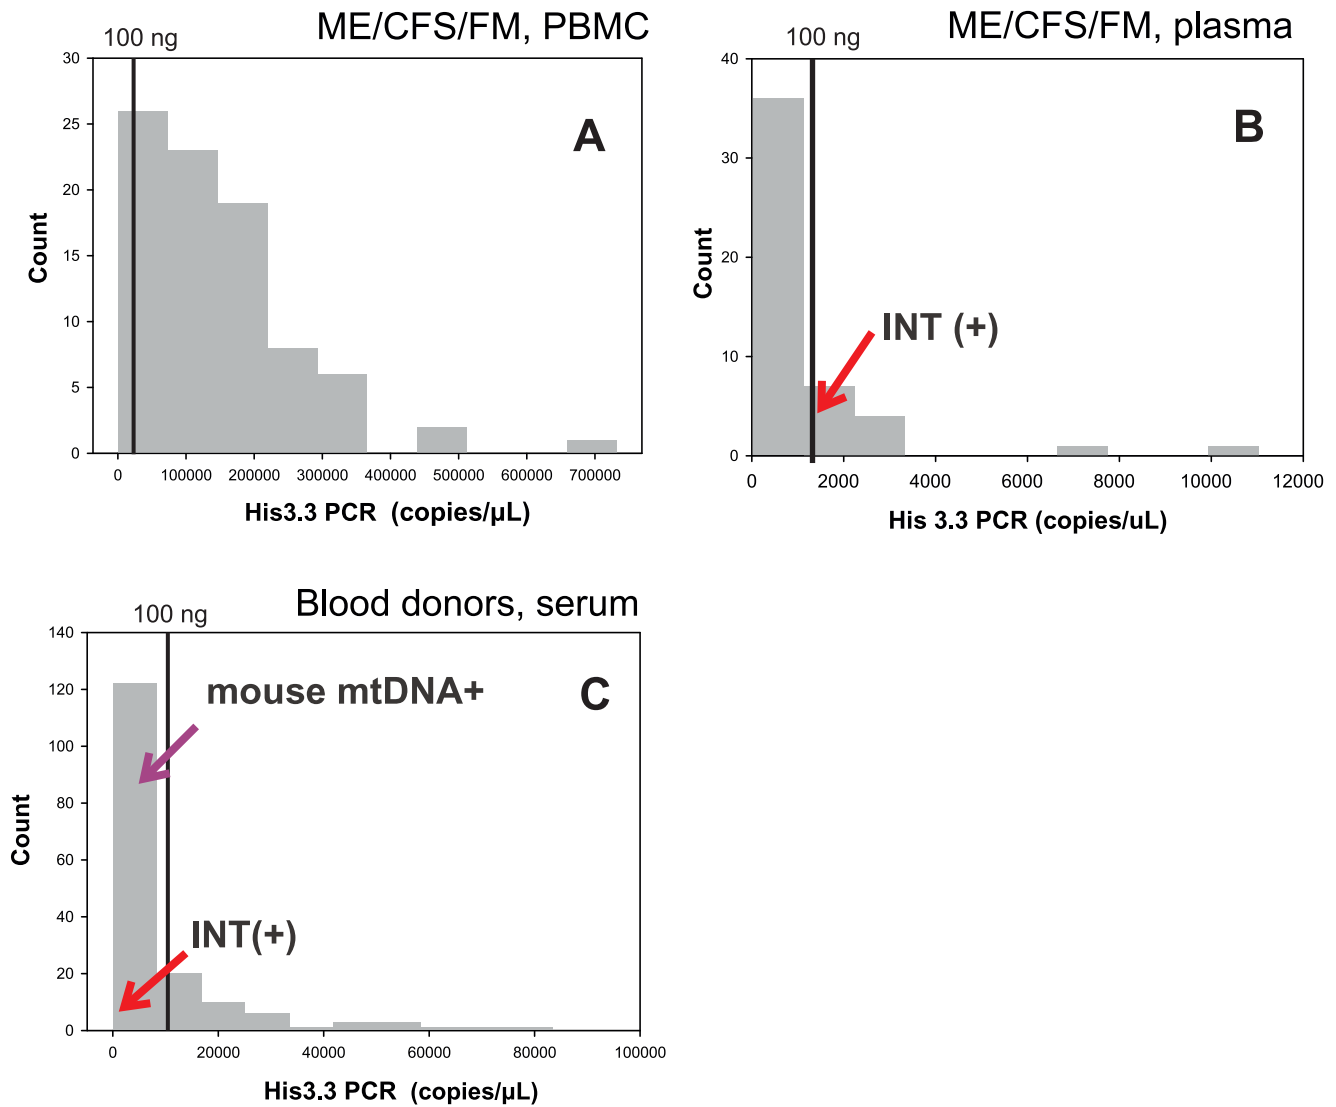 ME/CFS/FM, PBMC
100 ng
A
30
25
20
15
10
5
0
Count
0 100000 200000 300000 400000 500000 600000 700000
His3.3 PCR (copies/µL)
ME/CFS/FM, plasma
100 ng
B
INT (+)
40
30
20
10
0
Count
0 2000 4000 6000 8000 10000 12000
His 3.3 PCR (copies/uL)
Blood donors, serum
100 ng
mouse mtDNA+
C
INT(+)
140
120
100
80
60
40
20
0
Count
0 20000 40000 60000 80000 100000
His3.3 PCR (copies/µL)